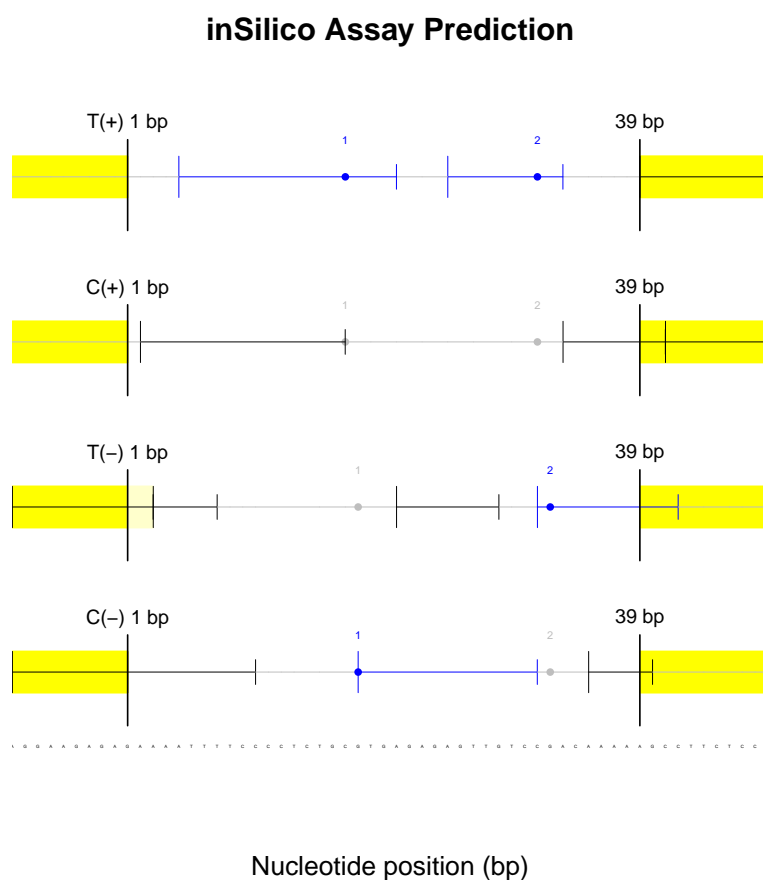 inSilico Assay Prediction
T(+) 1 bp 39 bp
1 2
C(+) 1 bp 39 bp
1 2
T(−) 1 bp 39 bp
1 2
C(−) 1 bp 39 bp
1 2
G G A A G A G A G A A A A T T T T C C C C T C T G C G T G A G A G A G T T G T C C G A C A A A A A G C C T T C T C C
Nucleotide position (bp)